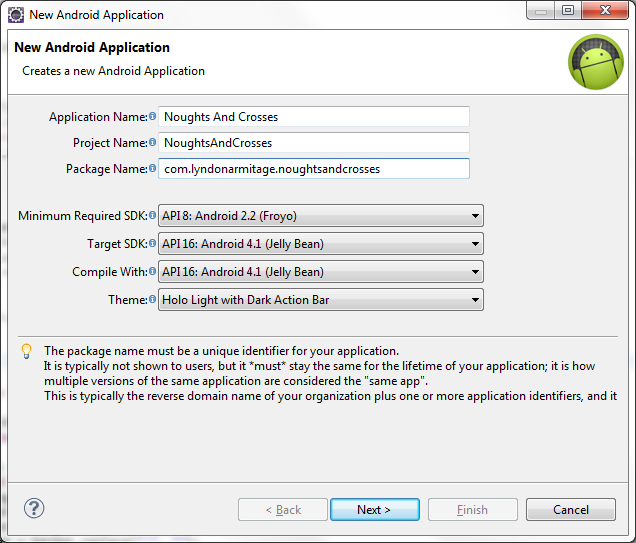 New Android Application
New Android Application
Creates a new Android Application
Application Name: Noughts And Crosses
Project Name: NoughtsAndCrosses
Package Name: com.lyndonarmitage.noughtsandcrosses
Minimum Required SDK: API 8: Android 2.2 (Froyo)
Target SDK: API 16: Android 4.1 (Jelly Bean)
Compile With: API 16: Android 4.1 (Jelly Bean)
Theme: Holo Light with Dark Action Bar
The package name must be a unique identifier for your application.
It is typically not shown to users, but it *must* stay the same for the lifetime of your application; it is how
multiple versions of the same application are considered the "same app".
This is typically the reverse domain name of your organization plus one or more application identifiers, and it
? < Back Next > Finish Cancel